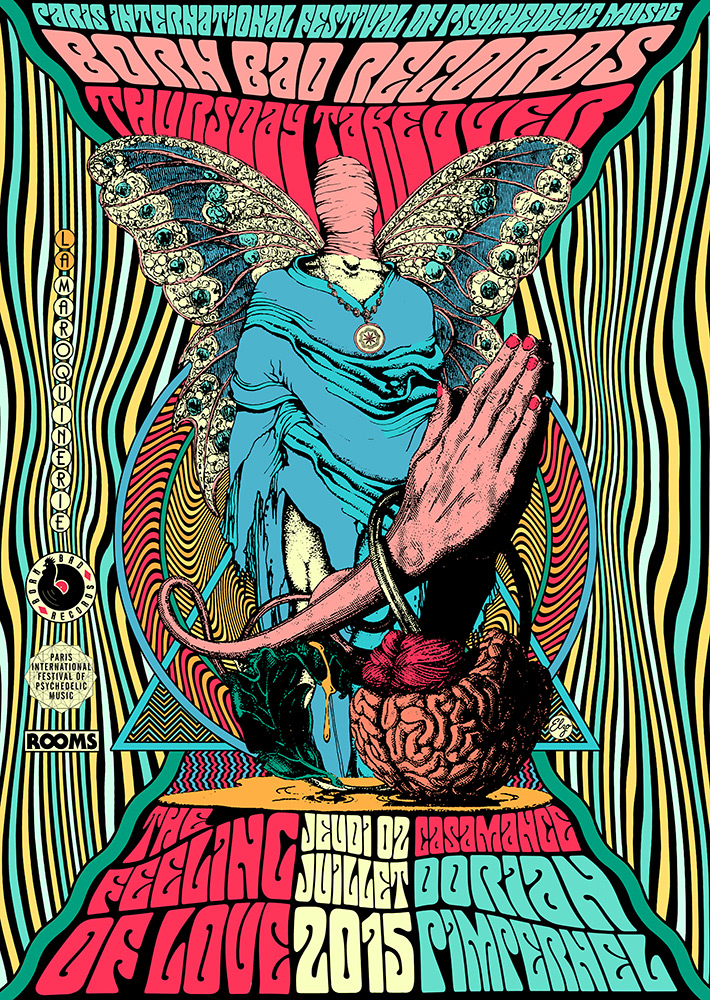 PARIS INTERNATIONAL FESTIVAL OF PSYCHEDELIC MUSIC
BORN BAD RECORDS
THURSDAY TAKEOVER
LA MAROQUINERIE
BORN BAD RECORDS
PARIS
INTERNATIONAL
FESTIVAL OF
PSYCHEDELIC
MUSIC
ROOMS
Elzo
THE
FEELING
OF LOVE
JEUDI 02
JUILLET
2015
CASAMANCE
DORIAN
PIMPERNEL